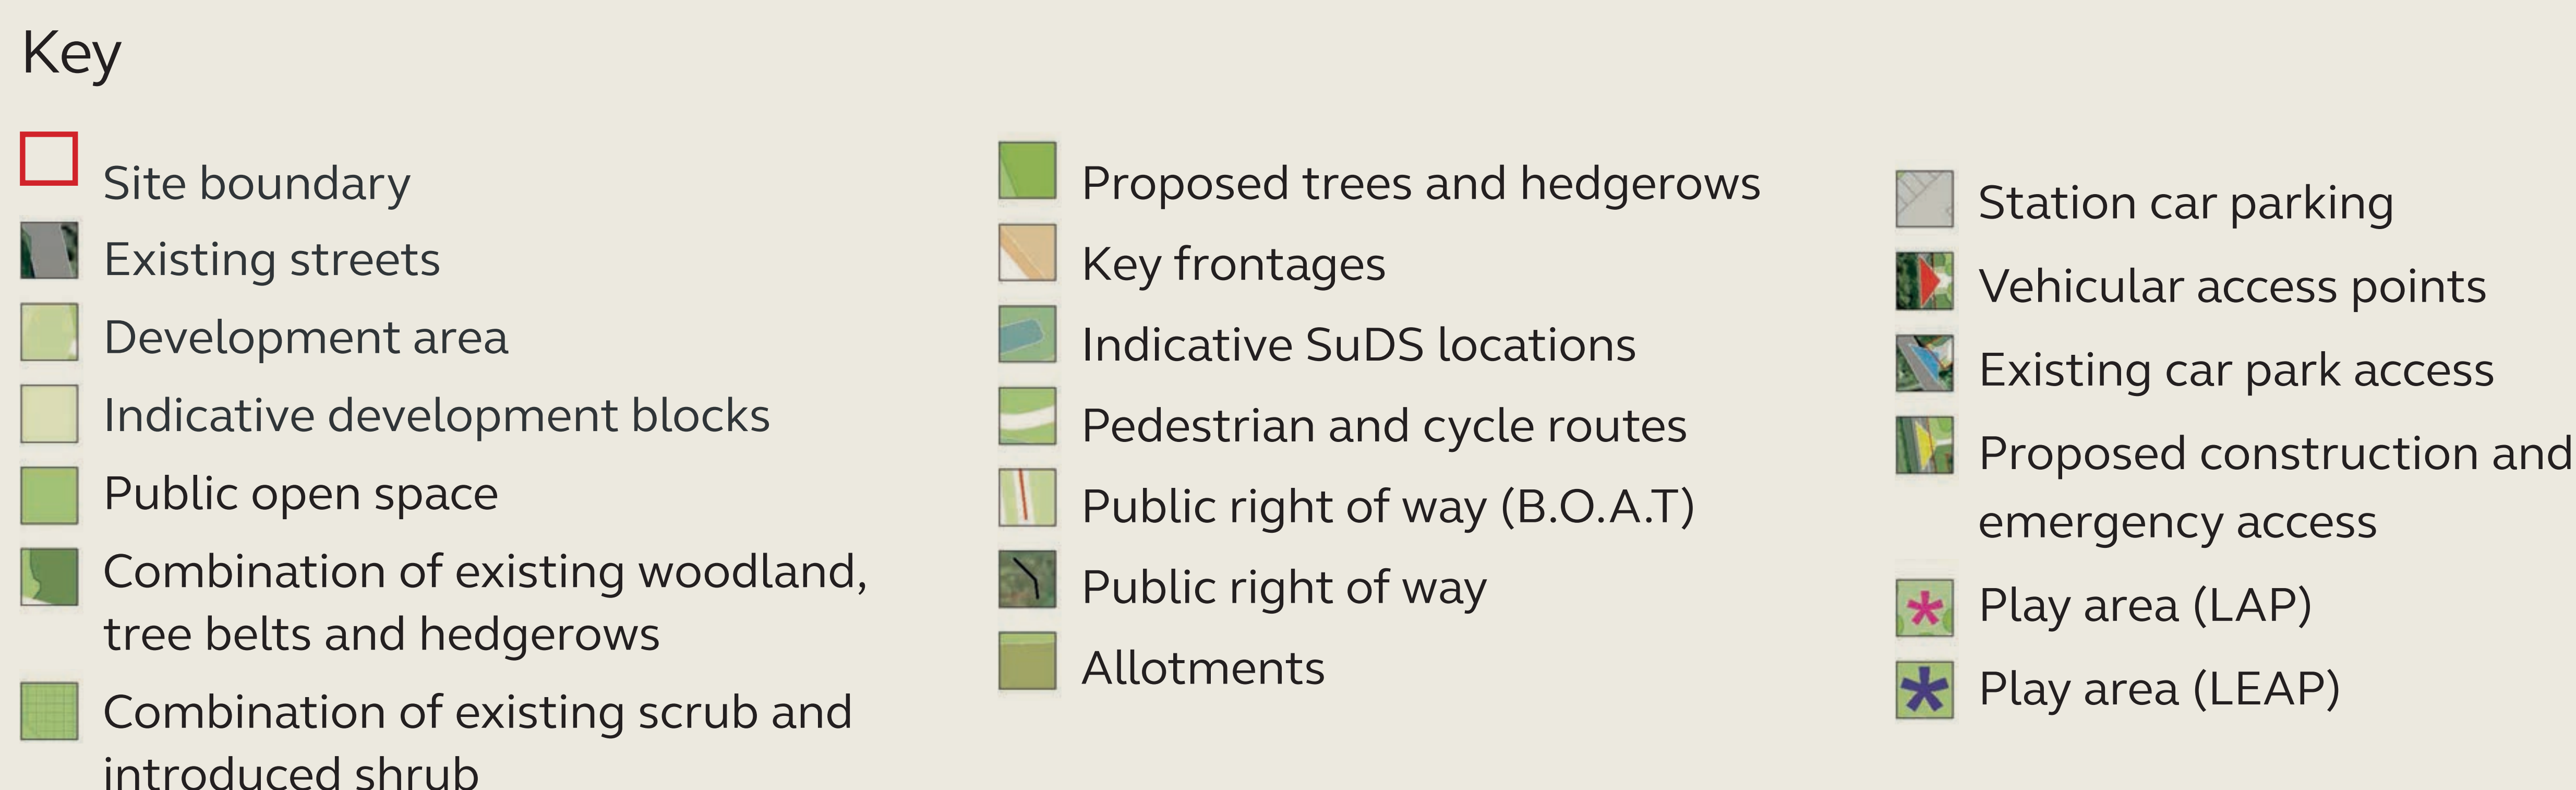 Key
Site boundary
Existing streets
Development area
Indicative development blocks
Public open space
Combination of existing woodland,
tree belts and hedgerows
Combination of existing scrub and
introduced shrub
Proposed trees and hedgerows
Key frontages
Indicative SuDS locations
Pedestrian and cycle routes
Public right of way (B.O.A.T)
Public right of way
Allotments
Station car parking
Vehicular access points
Existing car park access
Proposed construction and
emergency access
Play area (LAP)
Play area (LEAP)